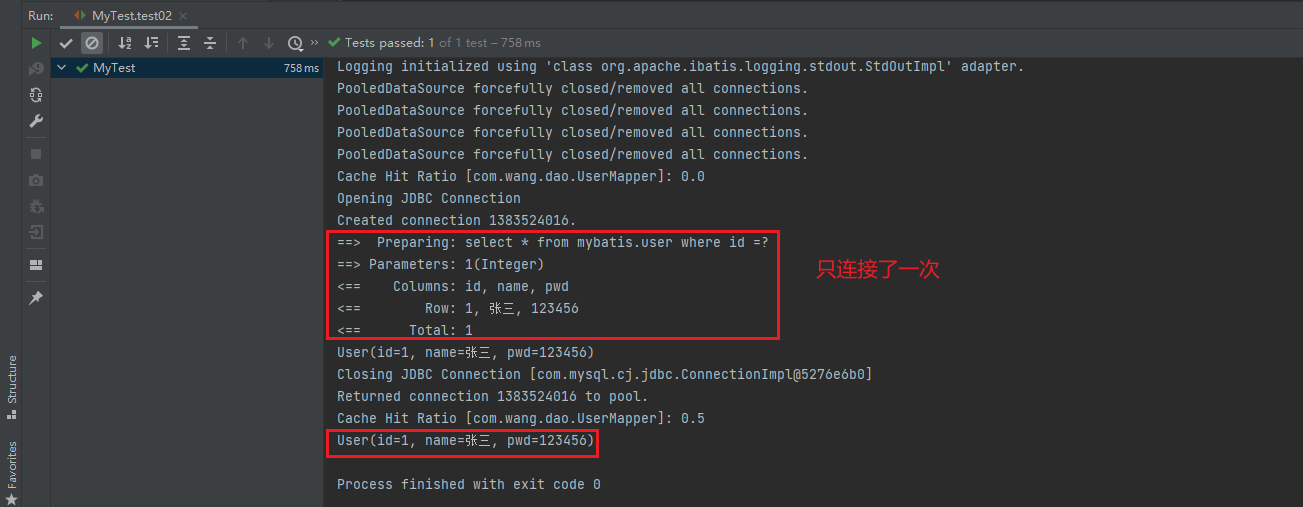 Run: MyTest.test02
Tests passed: 1 of 1 test – 758 ms
MyTest 758 ms
Logging initialized using 'class org.apache.ibatis.logging.stdout.StdOutImpl' adapter.
PooledDataSource forcefully closed/removed all connections.
PooledDataSource forcefully closed/removed all connections.
PooledDataSource forcefully closed/removed all connections.
PooledDataSource forcefully closed/removed all connections.
Cache Hit Ratio [com.wang.dao.UserMapper]: 0.0
Opening JDBC Connection
Created connection 1383524016.
==>  Preparing: select * from mybatis.user where id =?
==> Parameters: 1(Integer)
<==    Columns: id, name, pwd
<==        Row: 1, 张三, 123456
<==      Total: 1
只连接了一次
User(id=1, name=张三, pwd=123456)
Closing JDBC Connection [com.mysql.cj.jdbc.ConnectionImpl@5276e6b0]
Returned connection 1383524016 to pool.
Cache Hit Ratio [com.wang.dao.UserMapper]: 0.5
User(id=1, name=张三, pwd=123456)
Process finished with exit code 0
Structure
Favorites